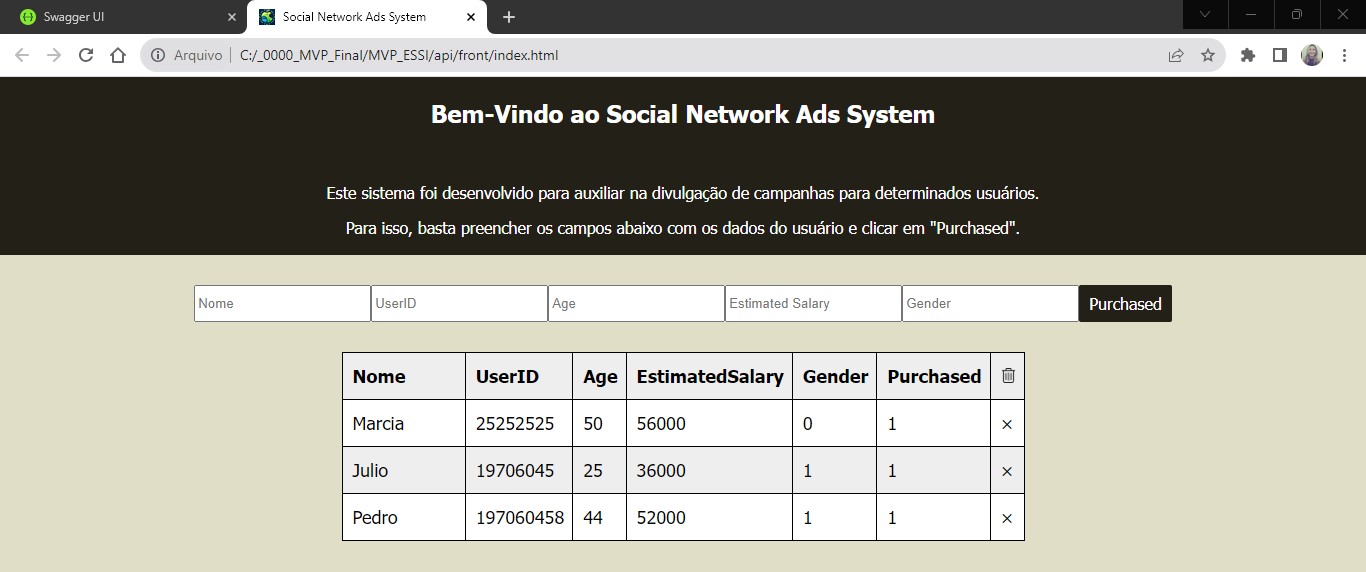 Swagger UI
Social Network Ads System
Arquivo
C:/_0000_MVP_Final/MVP_ESSI/api/front/index.html
Bem-Vindo ao Social Network Ads System
Este sistema foi desenvolvido para auxiliar na divulgação de campanhas para determinados usuários.
Para isso, basta preencher os campos abaixo com os dados do usuário e clicar em "Purchased".
Nome UserID Age Estimated Salary Gender Purchased
Nome UserID Age EstimatedSalary Gender Purchased
Marcia 25252525 50 56000 0 1 ×
Julio 19706045 25 36000 1 1 ×
Pedro 197060458 44 52000 1 1 ×